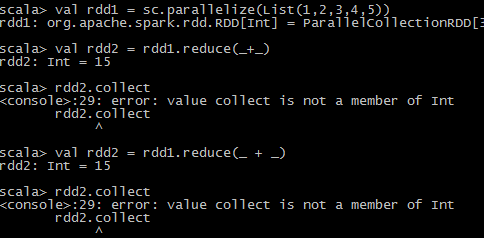 scala> val rdd1 = sc.parallelize(List(1,2,3,4,5))
rdd1: org.apache.spark.rdd.RDD[Int] = ParallelCollectionRDD[3
scala> val rdd2 = rdd1.reduce(_+_)
rdd2: Int = 15
scala> rdd2.collect
<console>:29: error: value collect is not a member of Int
rdd2.collect
^
scala> val rdd2 = rdd1.reduce(_ + _)
rdd2: Int = 15
scala> rdd2.collect
<console>:29: error: value collect is not a member of Int
rdd2.collect
^